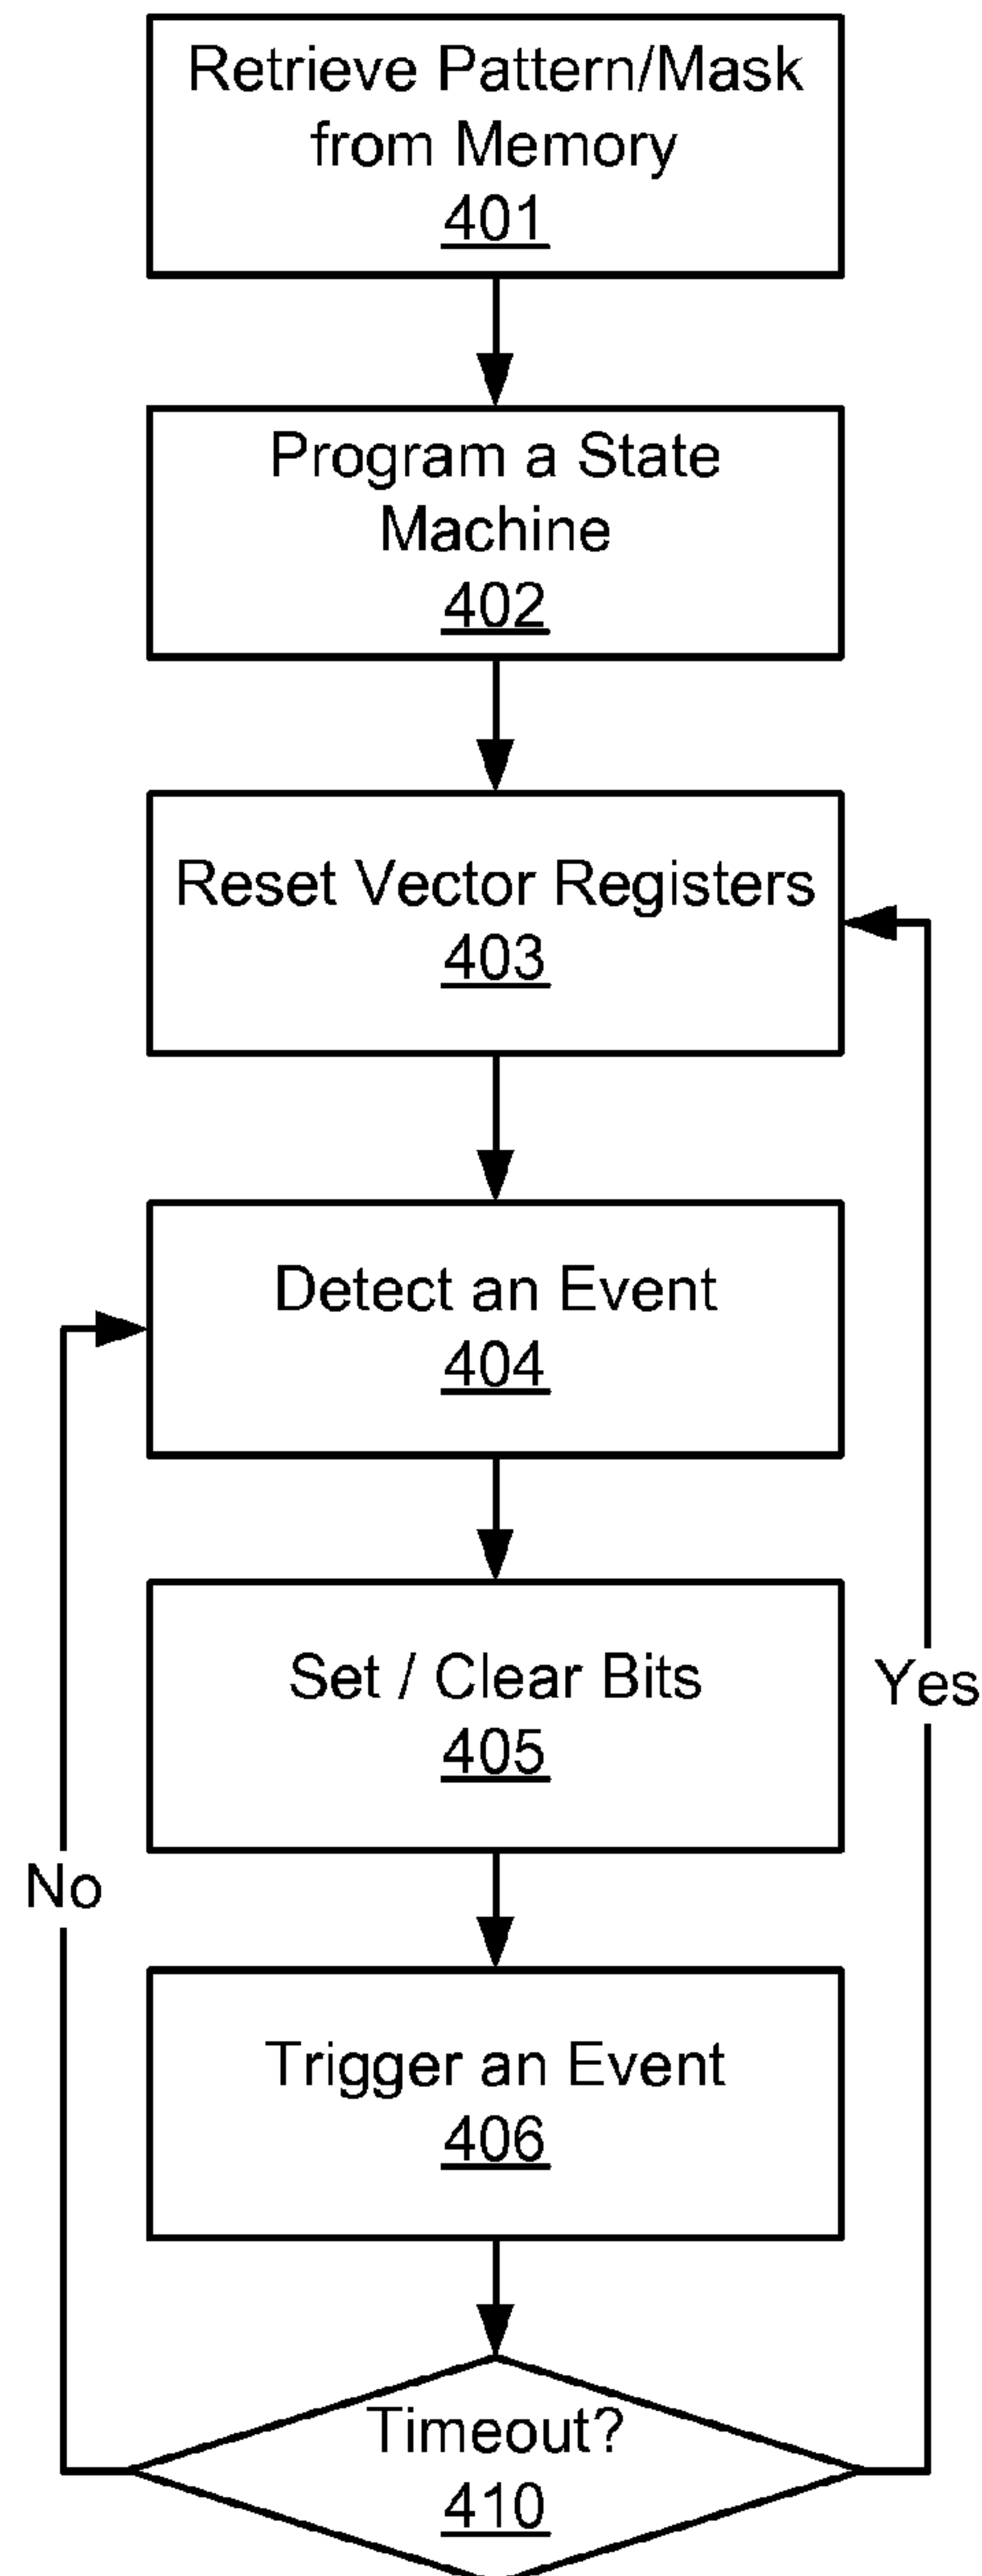 Retrieve Pattern/Mask
from Memory
401
Program a State
Machine
402
Reset Vector Registers
403
Detect an Event
404
Set / Clear Bits
405
Yes
No
Trigger an Event
406
Timeout?
410